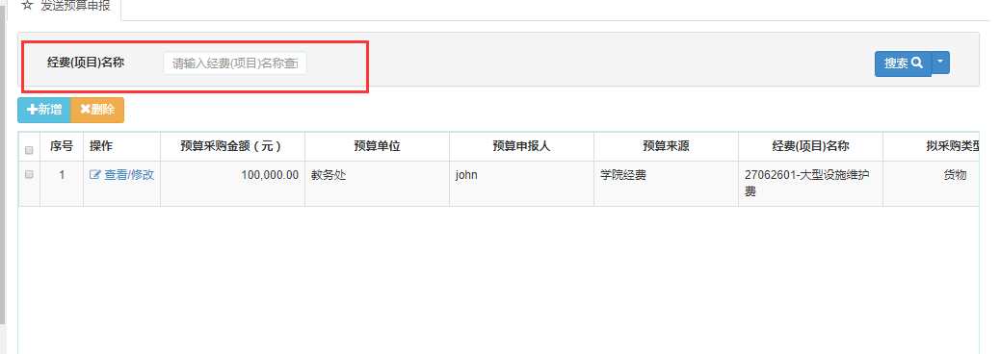 发送预算申报
经费(项目)名称
请输入经费(项目)名称查
搜索
新增
删除
序号 操作 预算采购金额（元） 预算单位 预算申报人 预算来源 经费(项目)名称 拟采购类型
1 查看/修改 100,000.00 教务处 john 学院经费 27062601-大型设施维护 货物
费